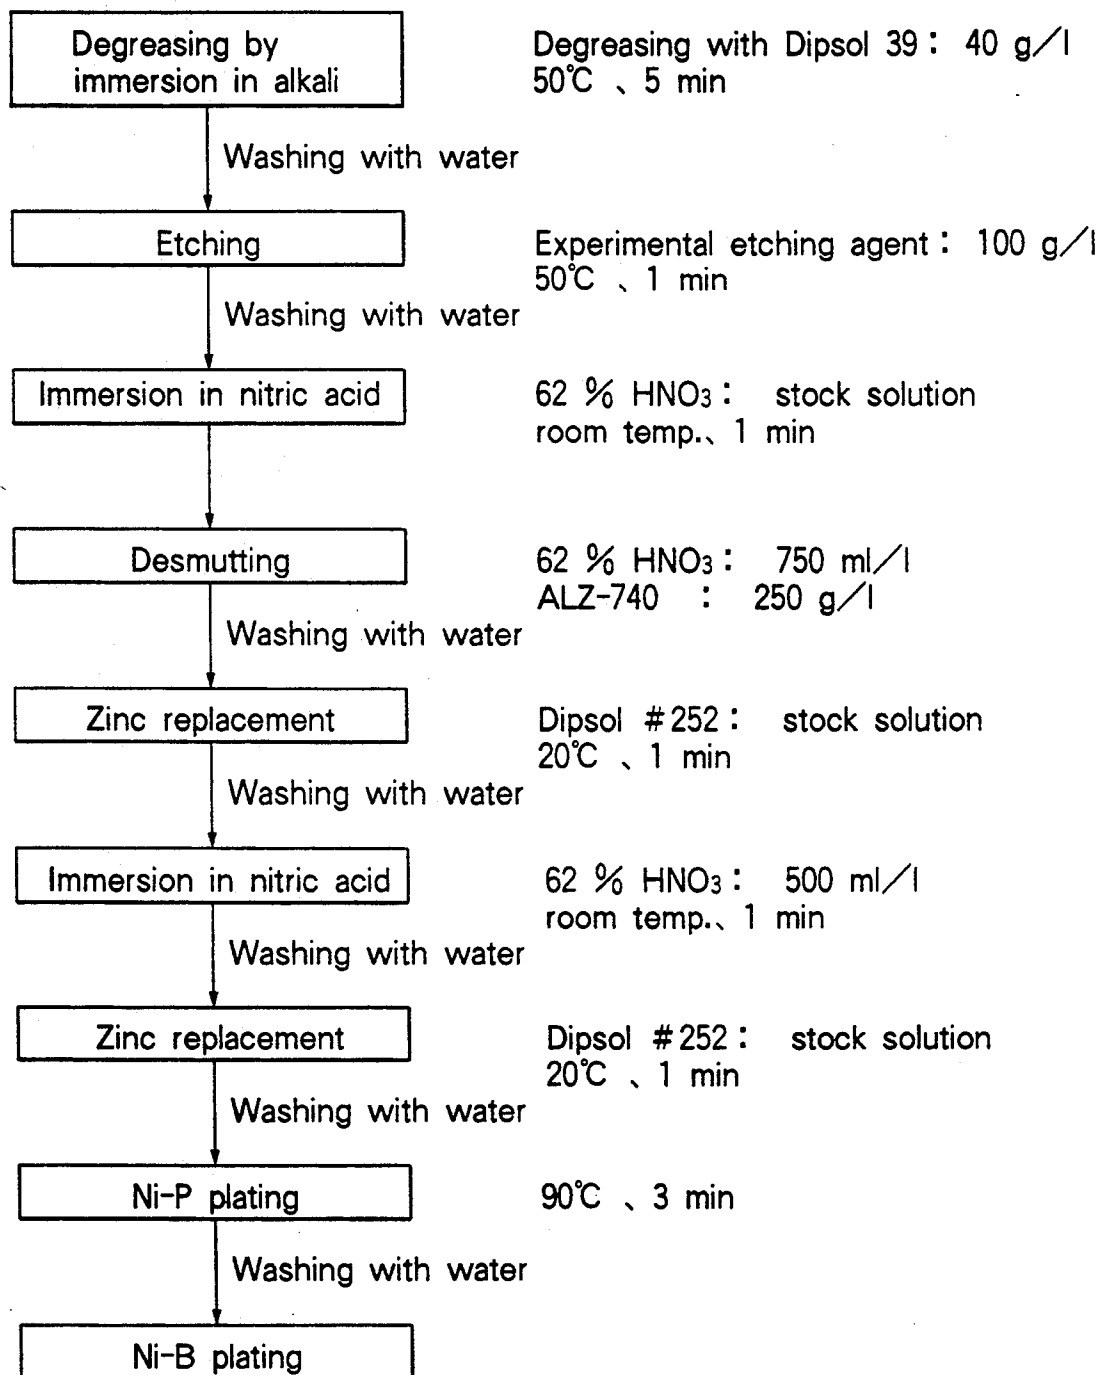 Degreasing by
immersion in alkali
Degreasing with Dipsol 39 : 40 g/l
50℃ 、5 min
Washing with water
Etching
Experimental etching agent : 100 g/l
50℃ 、1 min
Washing with water
Immersion in nitric acid
62 % HNO₃ : stock solution
room temp.、1 min
Desmutting
62 % HNO₃ : 750 ml/l
ALZ-740 : 250 g/l
Washing with water
Zinc replacement
Dipsol #252 : stock solution
20℃ 、1 min
Washing with water
Immersion in nitric acid
62 % HNO₃ : 500 ml/l
room temp.、1 min
Washing with water
Zinc replacement
Dipsol #252 : stock solution
20℃ 、1 min
Washing with water
Ni-P plating
90℃ 、3 min
Washing with water
Ni-B plating